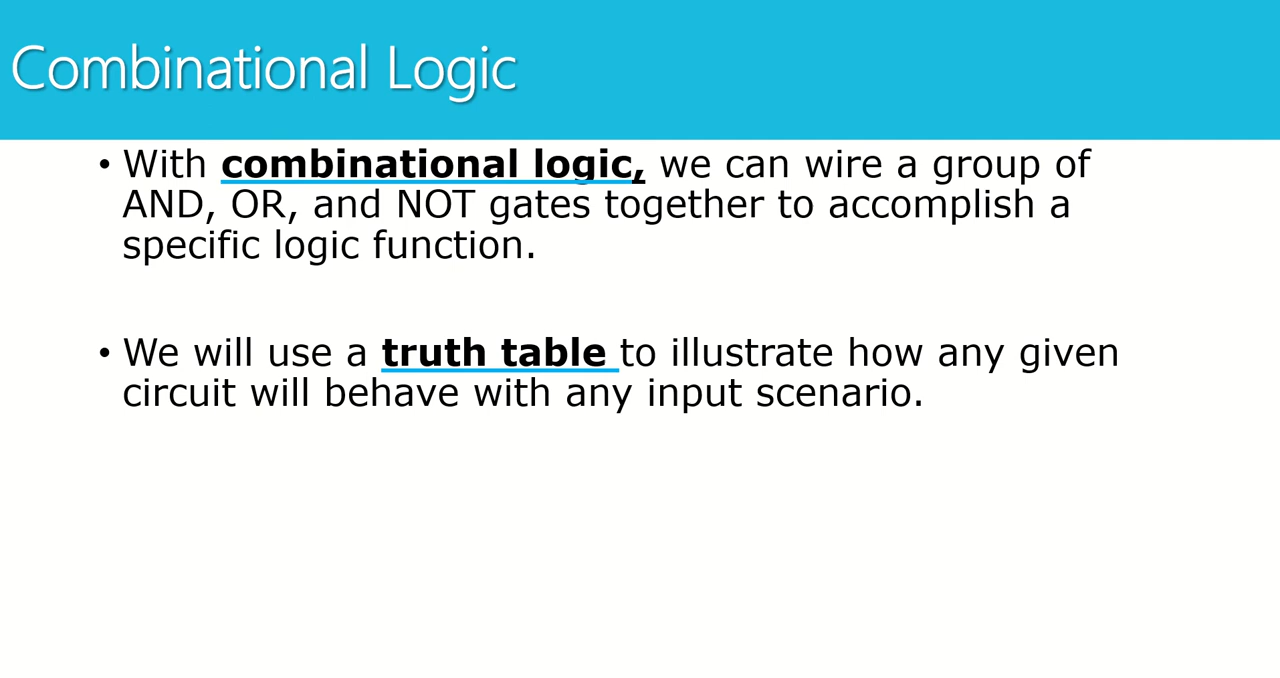 Combinational Logic
• With combinational logic, we can wire a group of
AND, OR, and NOT gates together to accomplish a
specific logic function.
• We will use a truth table to illustrate how any given
circuit will behave with any input scenario.